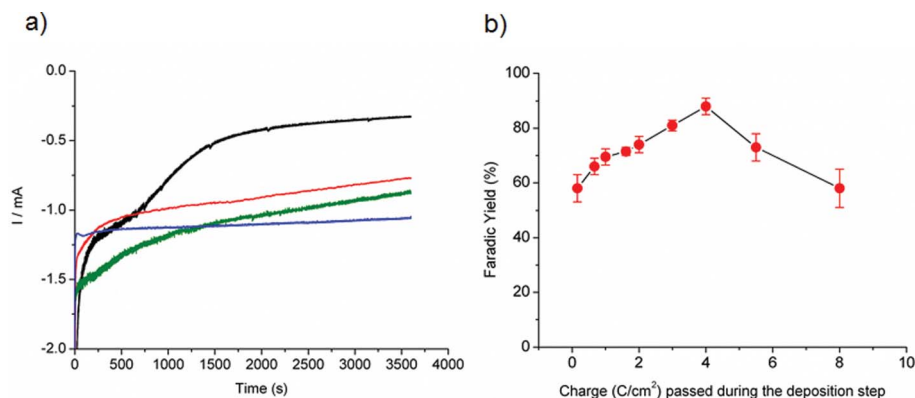 a)
0.0
-0.5
-1.0
-1.5
-2.0
I / mA
0 500 1000 1500 2000 2500 3000 3500 4000
Time (s)
b)
100
80
60
40
20
0
Faradic Yield (%)
0 2 4 6 8 10
Charge (C/cm²) passed during the deposition step